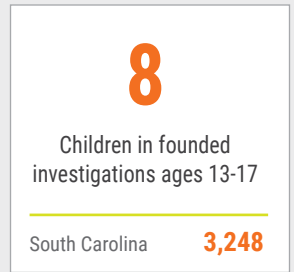 8
Children in founded
investigations ages 13-17
South Carolina 3,248